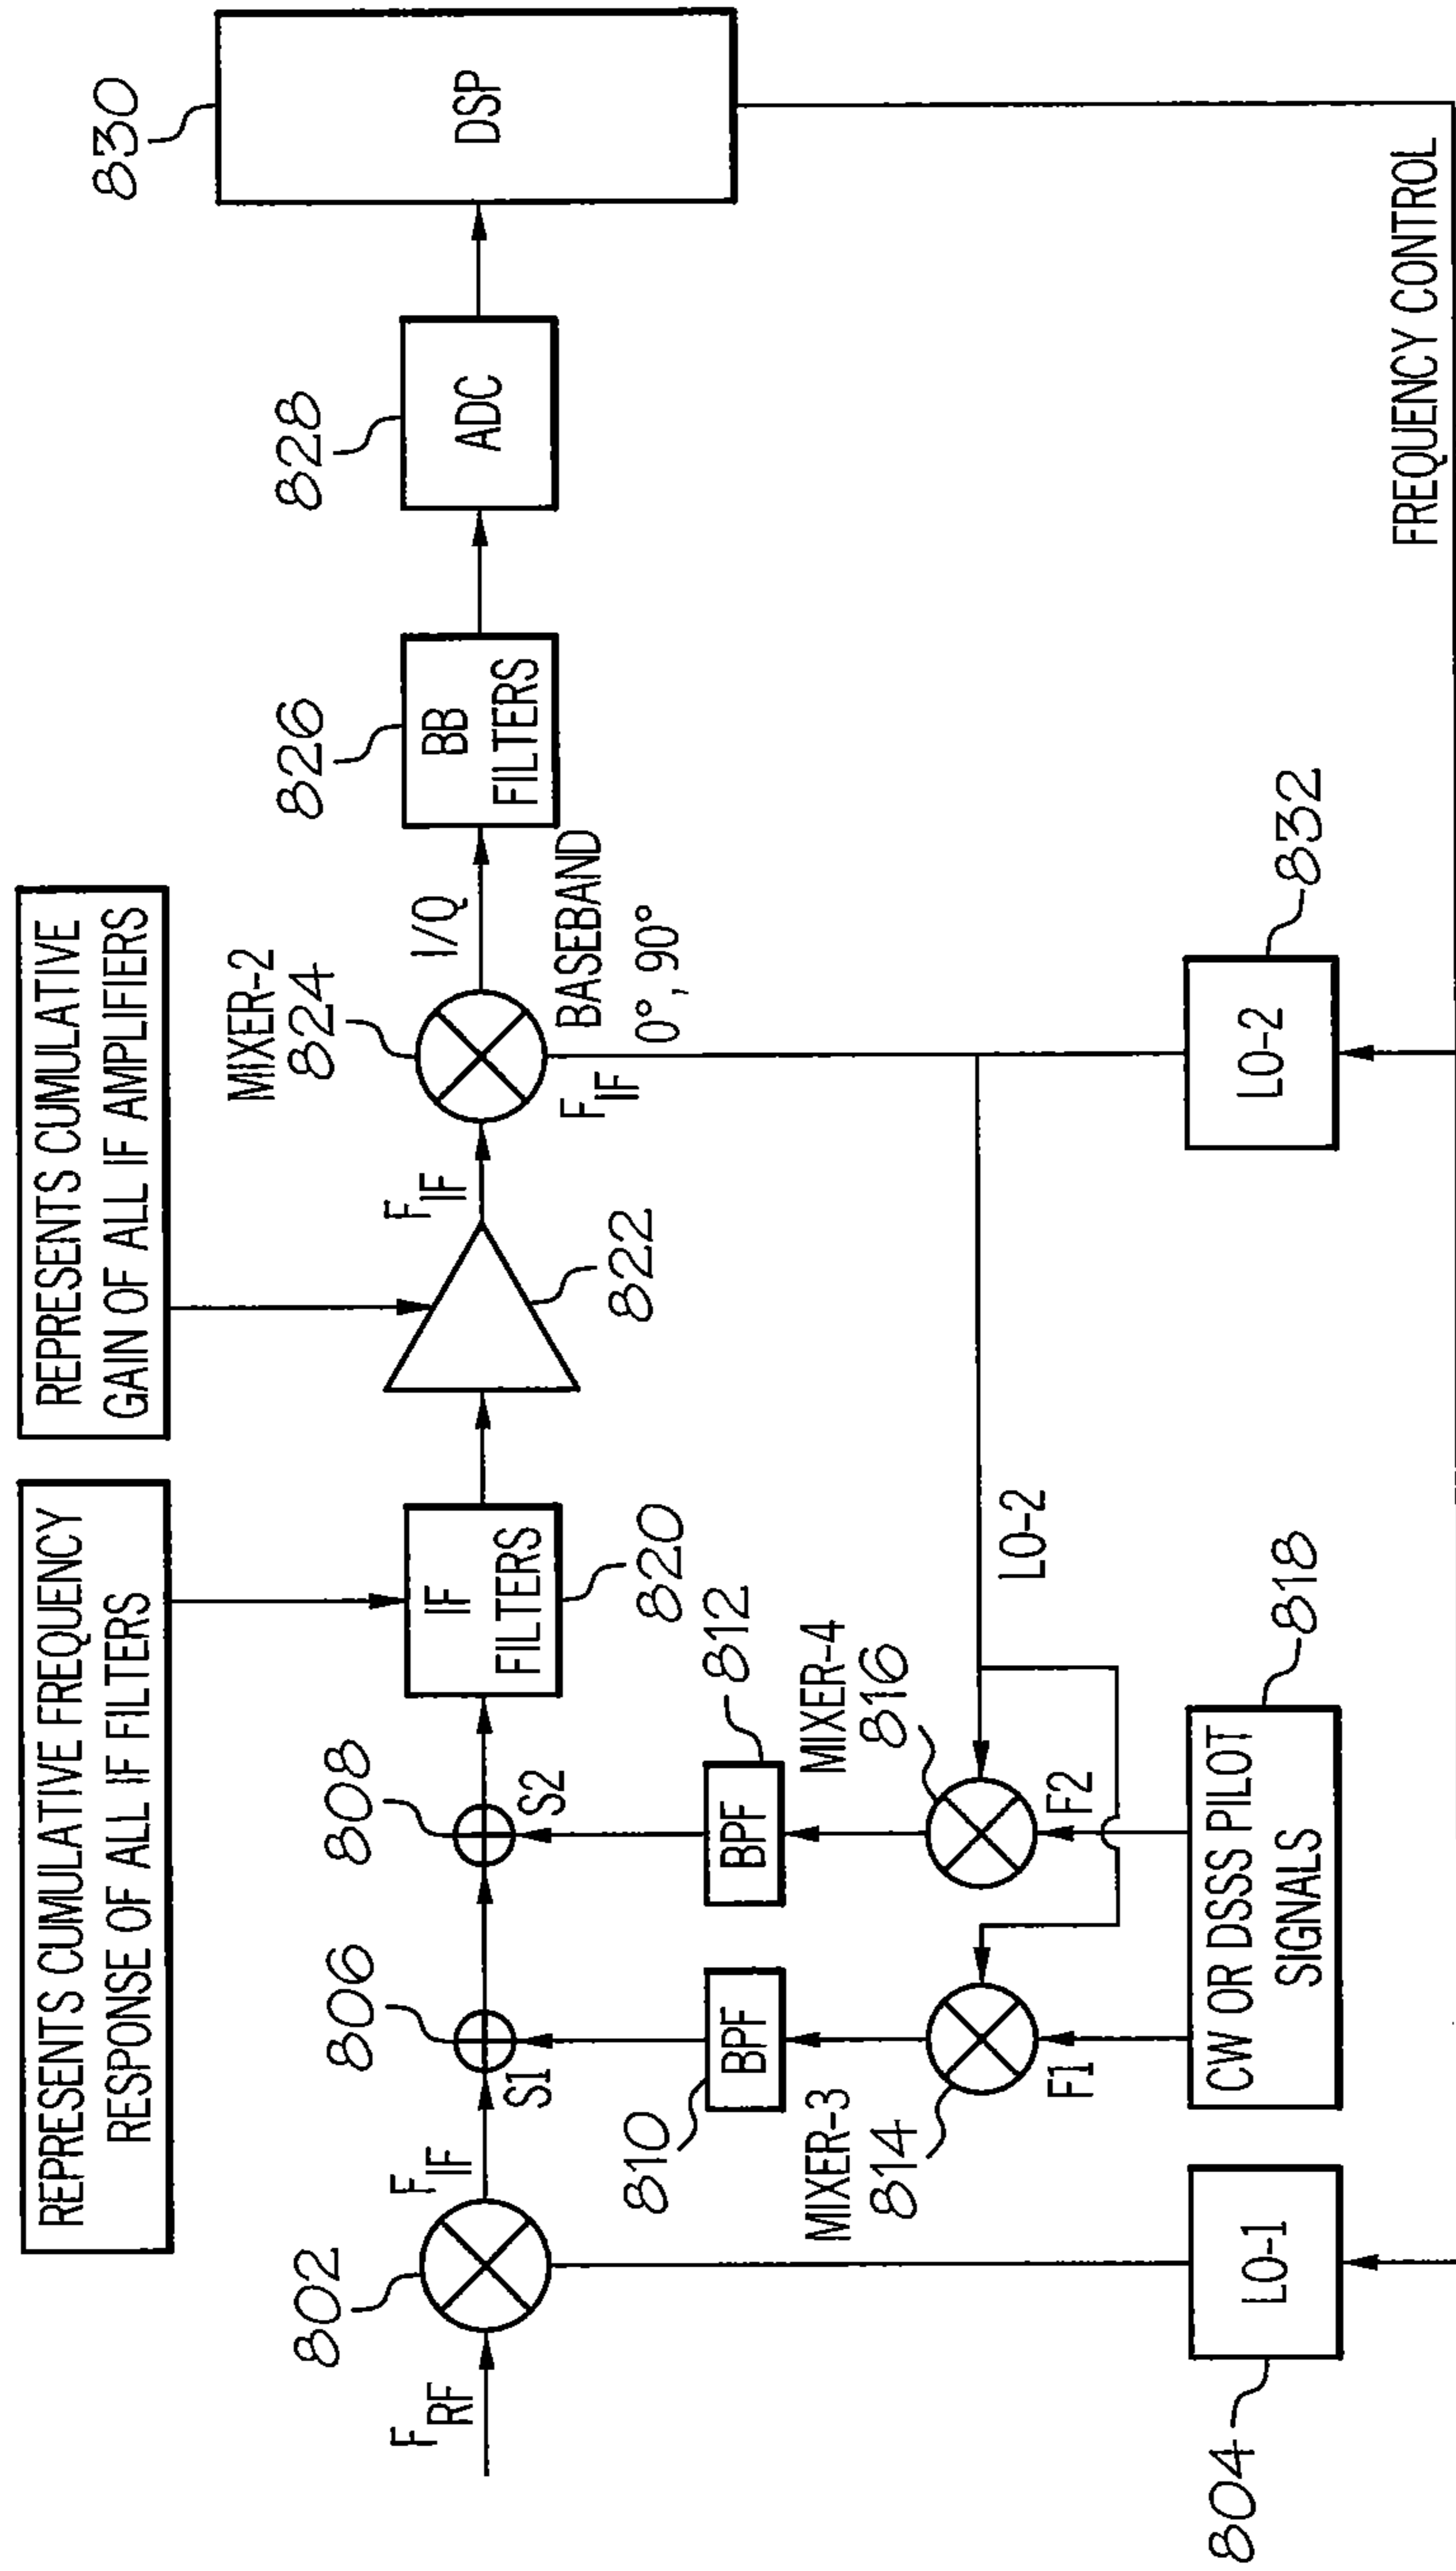 REPRESENTS CUMULATIVE FREQUENCY
RESPONSE OF ALL IF FILTERS
REPRESENTS CUMULATIVE
GAIN OF ALL IF AMPLIFIERS
830
DSP
802
806
808
MIXER-2
824
826
828
F_RF
F_IF
S1
S2
IF
FILTERS
820
F_IF
822
F_IF
I/Q
BASEBAND
0°, 90°
BB
FILTERS
ADC
810
BPF
BPF
812
MIXER-3
814
MIXER-4
816
LO-2
F1
F2
804
LO-1
CW OR DSSS PILOT
SIGNALS
818
LO-2
832
FREQUENCY CONTROL